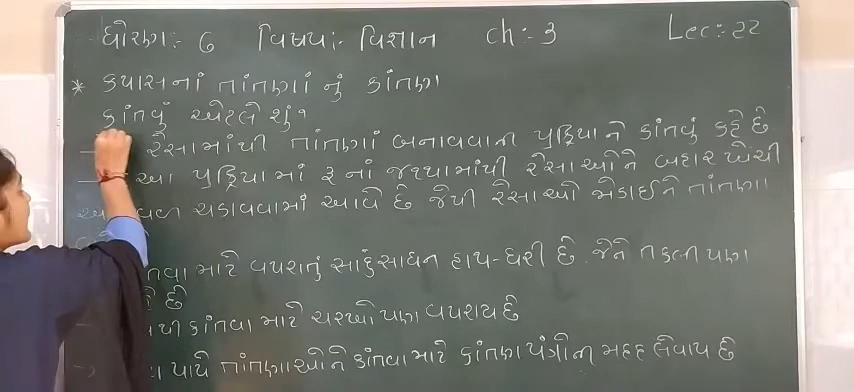 ધોરણ:- 6 વિષય:- વિજ્ઞાન ch:- 3 Lec:- 22
* કપાસનાં તાંતણાં નું કાંતણ
કાંતવું એટલે શું?
→ રેસામાંથી તાંતણાં બનાવવાની પ્રક્રિયાને કાંતવું કહે છે
→ આ પ્રક્રિયામાં રૂ નાં જથ્થામાંથી રેસાઓને બહાર ખેંચી
વળ ચડાવવામાં આવે છે જેથી રેસાઓ જોડાઈને તાંતણા
માટે વપરાતું સાદું સાધન હાથ-ઘરી છે. જેને તકલી પણ
છે
કાંતવા માટે ચરખો પણ વપરાય છે
પાયે તાંતણાઓને કાંતવા માટે કાંતણ યંત્રોની મદદ લેવાય છે